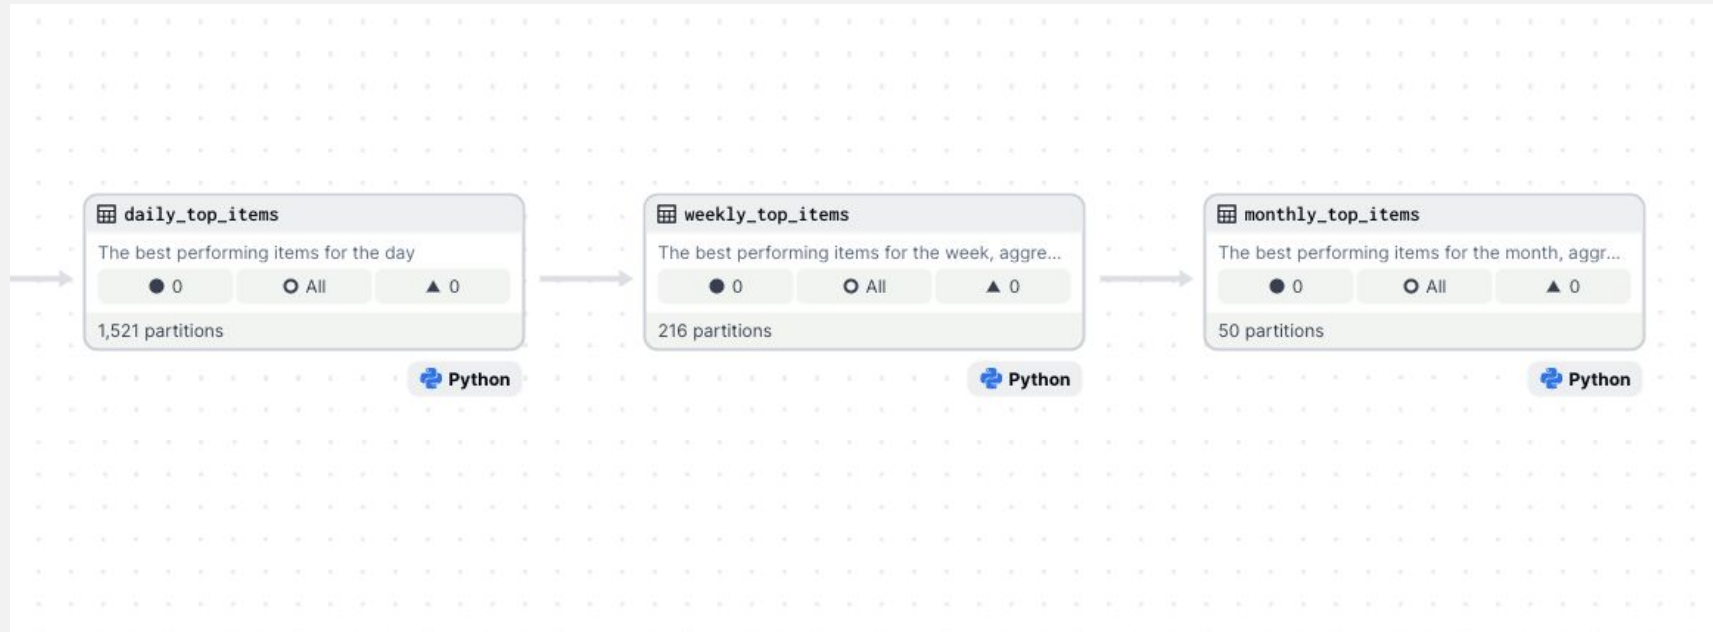 daily_top_items
The best performing items for the day
0 All 0
1,521 partitions
Python
weekly_top_items
The best performing items for the week, aggre...
0 All 0
216 partitions
Python
monthly_top_items
The best performing items for the month, aggr...
0 All 0
50 partitions
Python